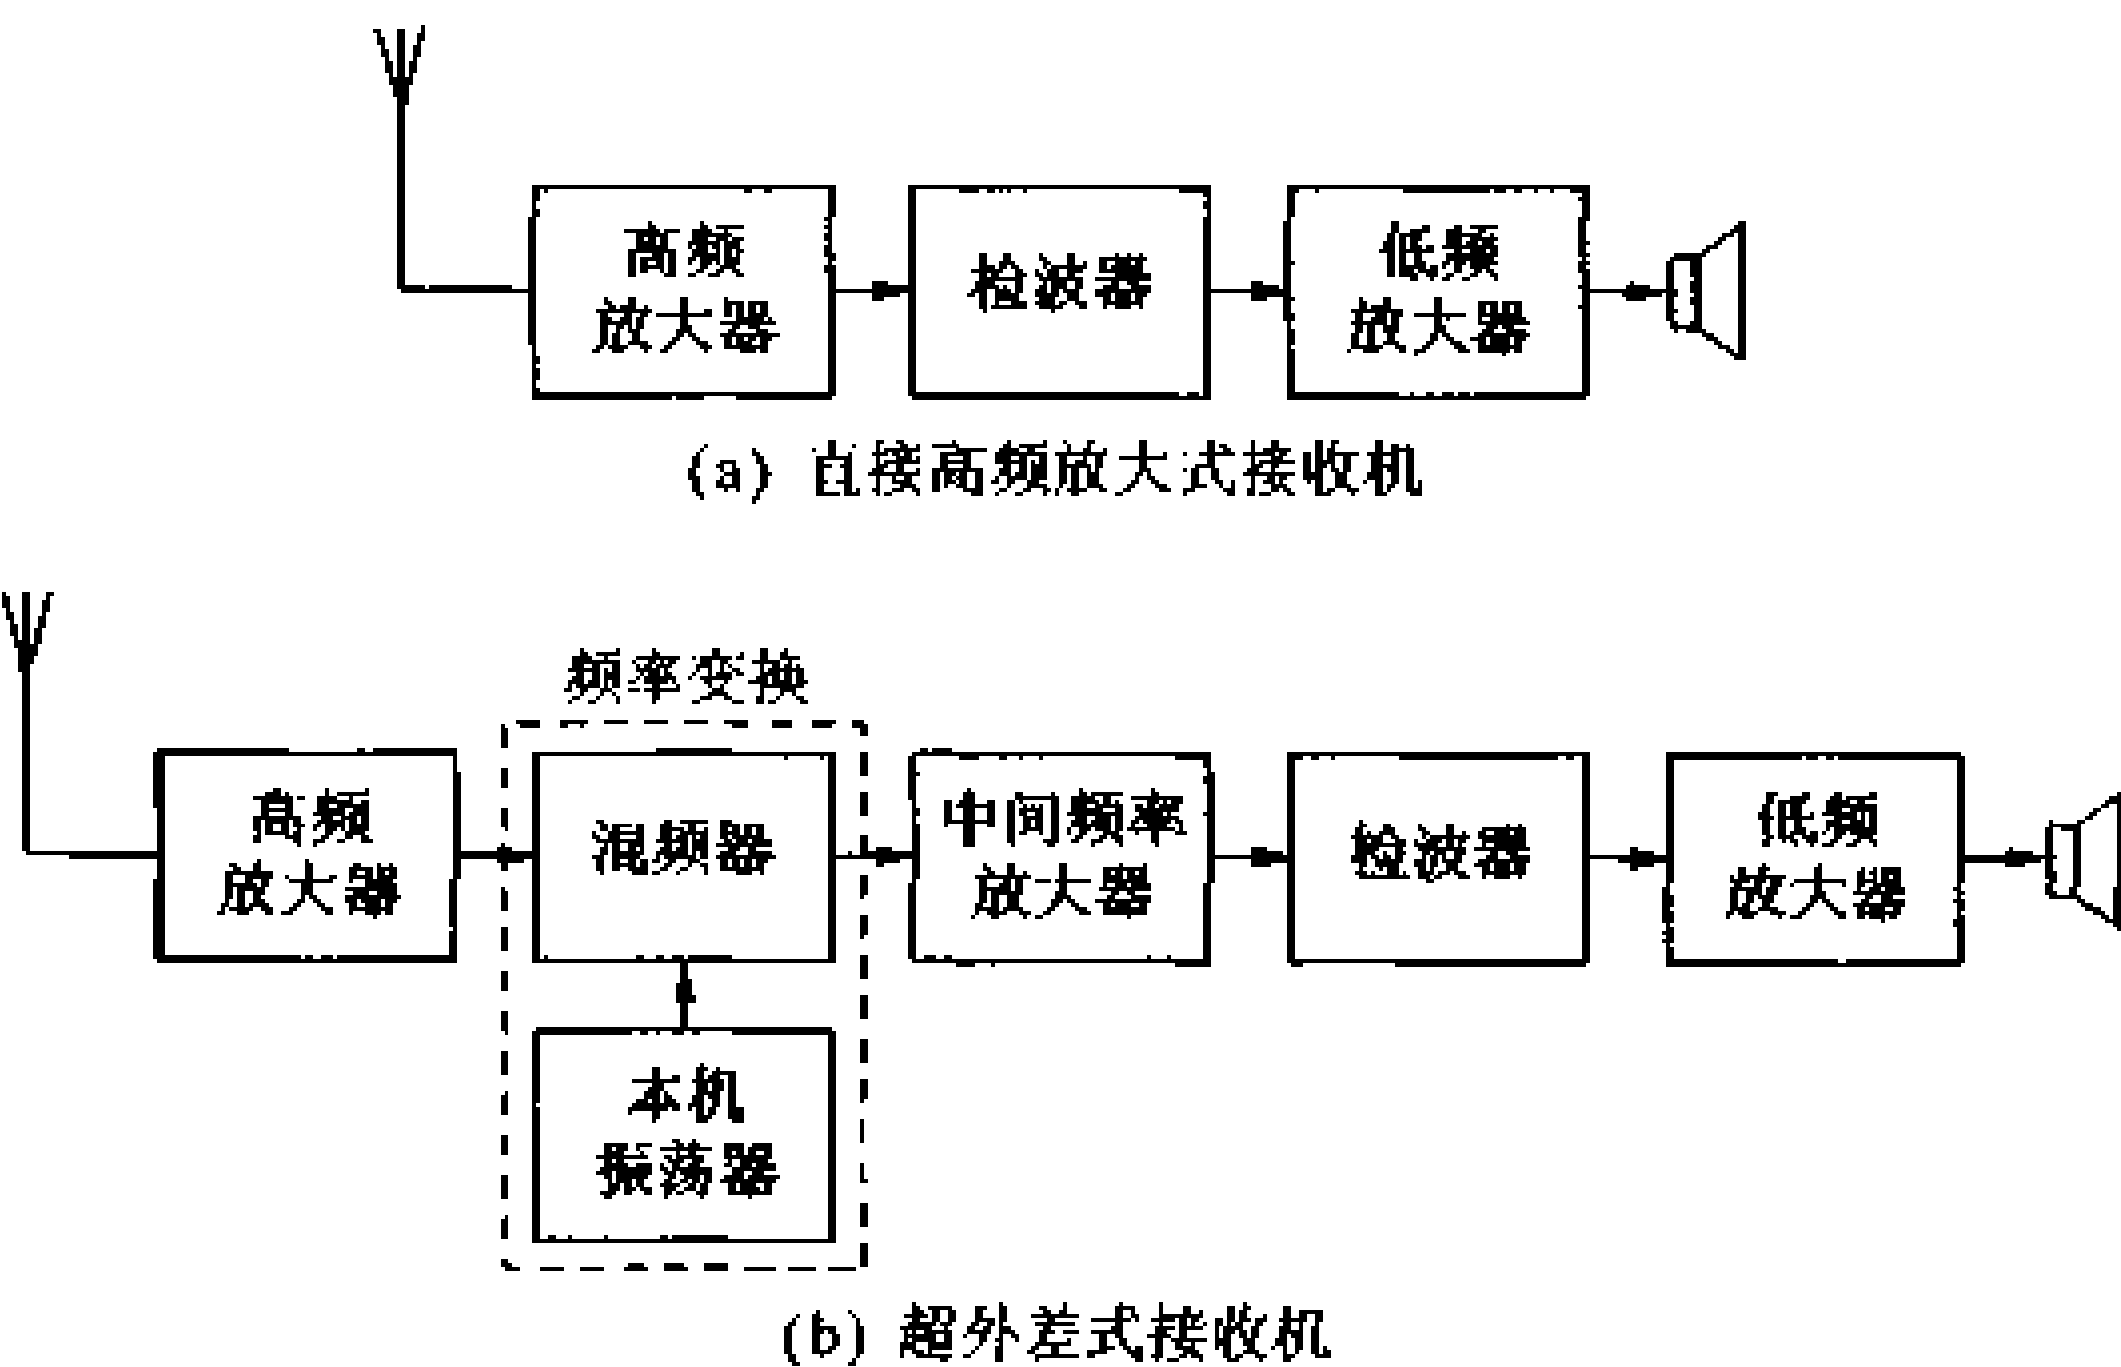 高频
放大器
检波器
低频
放大器
(a) 直接高频放大式接收机
频率变换
高频
放大器
混频器
中间频率
放大器
检波器
低频
放大器
本机
振荡器
(b) 超外差式接收机